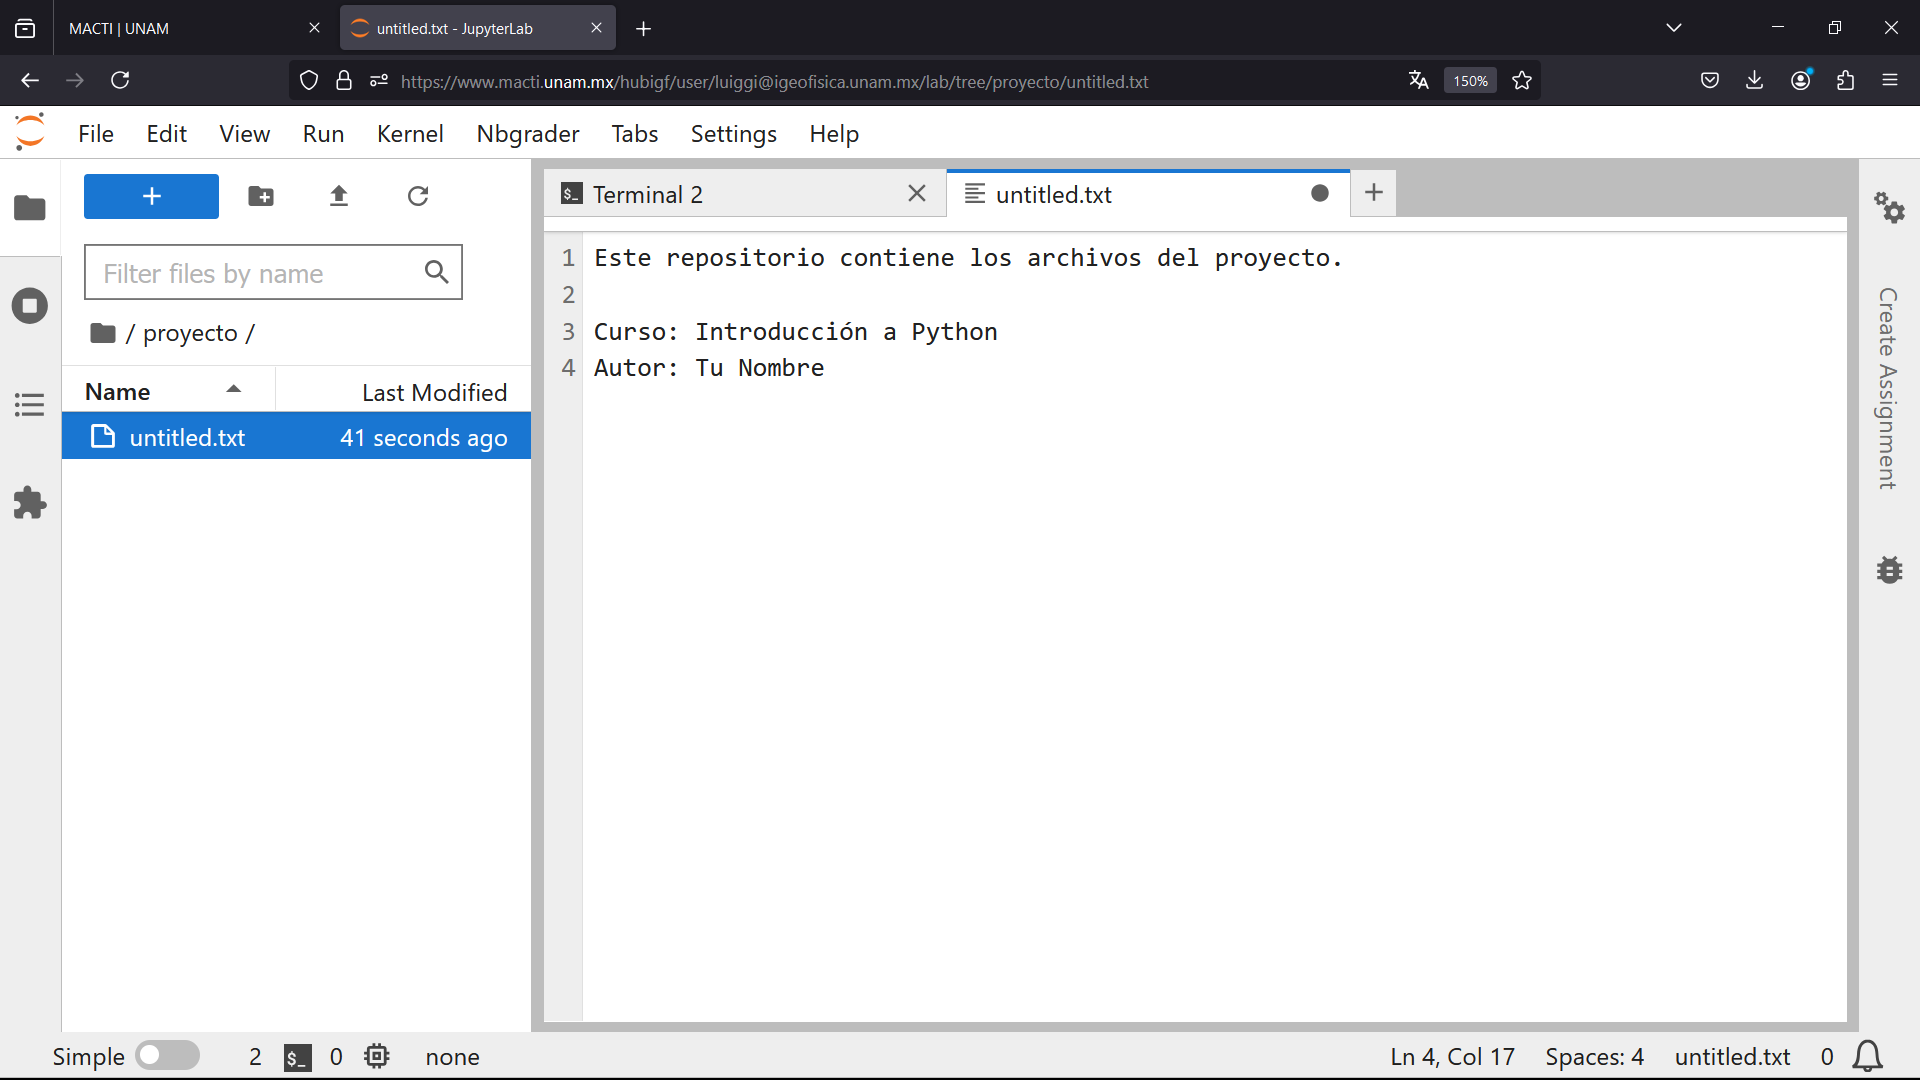 MACTI | UNAM
untitled.txt - JupyterLab
https://www.macti.unam.mx/hubigf/user/luiggi@igeofisica.unam.mx/lab/tree/proyecto/untitled.txt
150%
File Edit View Run Kernel Nbgrader Tabs Settings Help
Filter files by name
/ proyecto /
Name Last Modified
untitled.txt 41 seconds ago
$_ Terminal 2
untitled.txt
1 Este repositorio contiene los archivos del proyecto.
2
3 Curso: Introducción a Python
4 Autor: Tu Nombre
Create Assignment
Simple 2 $_ 0 none Ln 4, Col 17 Spaces: 4 untitled.txt 0